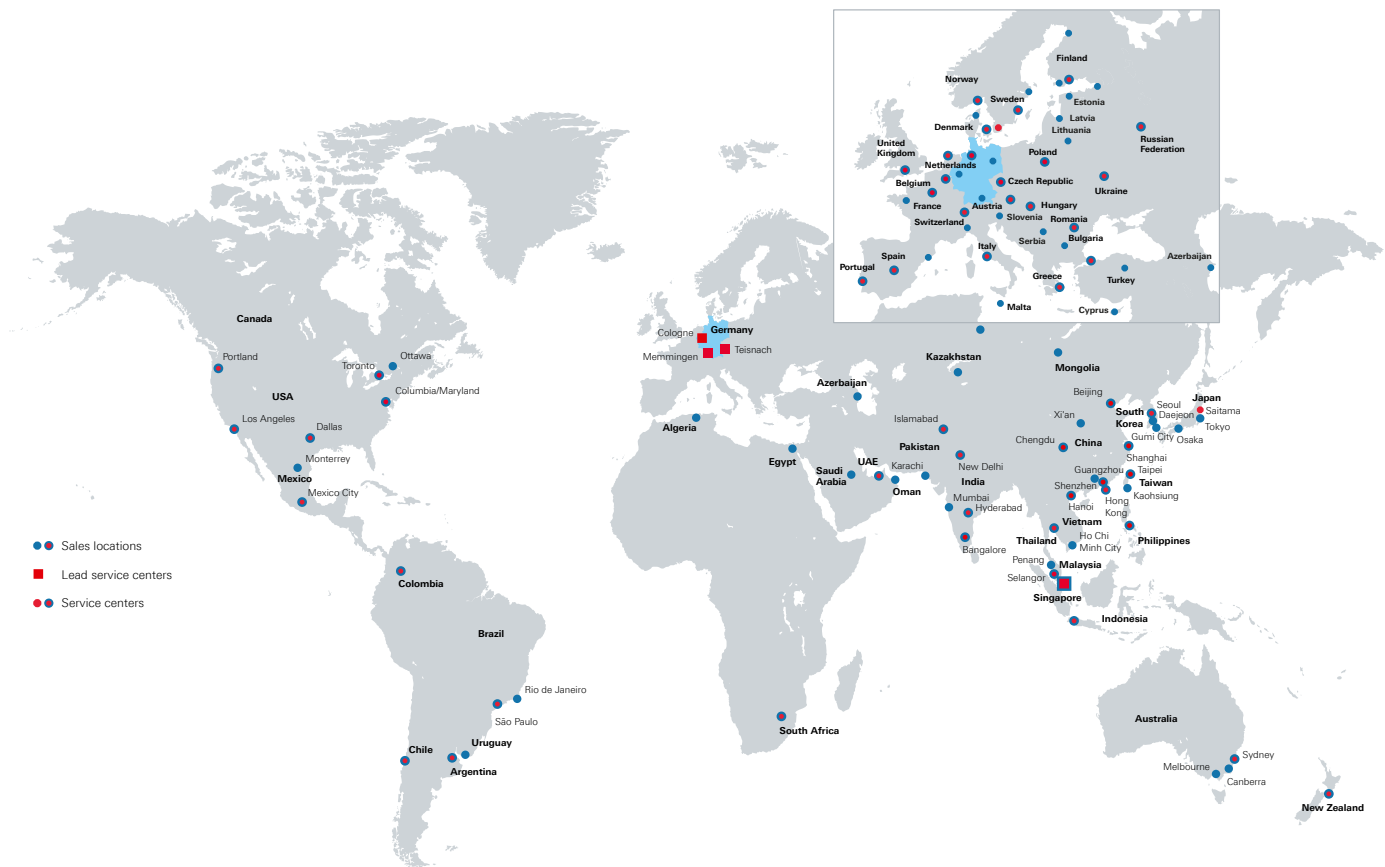 Finland
Norway
Sweden
Estonia
Latvia
Denmark
Lithuania
Russian
Federation
United
Kingdom
Poland
Netherlands
Belgium
Czech Republic
Ukraine
France
Austria
Hungary
Slovenia
Switzerland
Romania
Serbia
Bulgaria
Italy
Spain
Azerbaijan
Portugal
Greece
Turkey
Malta
Cyprus
Canada
Portland
Toronto
Ottawa
USA
Columbia/Maryland
Los Angeles
Dallas
Monterrey
Mexico
Mexico City
Sales locations
Lead service centers
Service centers
Colombia
Brazil
Rio de Janeiro
São Paulo
Chile
Uruguay
Argentina
Cologne
Germany
Memmingen
Teisnach
Algeria
Egypt
Azerbaijan
Saudi
Arabia
UAE
Oman
Karachi
South Africa
Kazakhstan
Mongolia
Islamabad
Pakistan
New Delhi
India
Mumbai
Hyderabad
Bangalore
Beijing
Xi'an
Chengdu
China
South
Korea
Seoul
Daejeon
Gumi City
Japan
Saitama
Tokyo
Osaka
Shanghai
Guangzhou
Taipei
Shenzhen
Taiwan
Hanoi
Hong
Kong
Kaohsiung
Vietnam
Thailand
Ho Chi
Minh City
Philippines
Penang
Malaysia
Selangor
Singapore
Indonesia
Australia
Sydney
Melbourne
Canberra
New Zealand